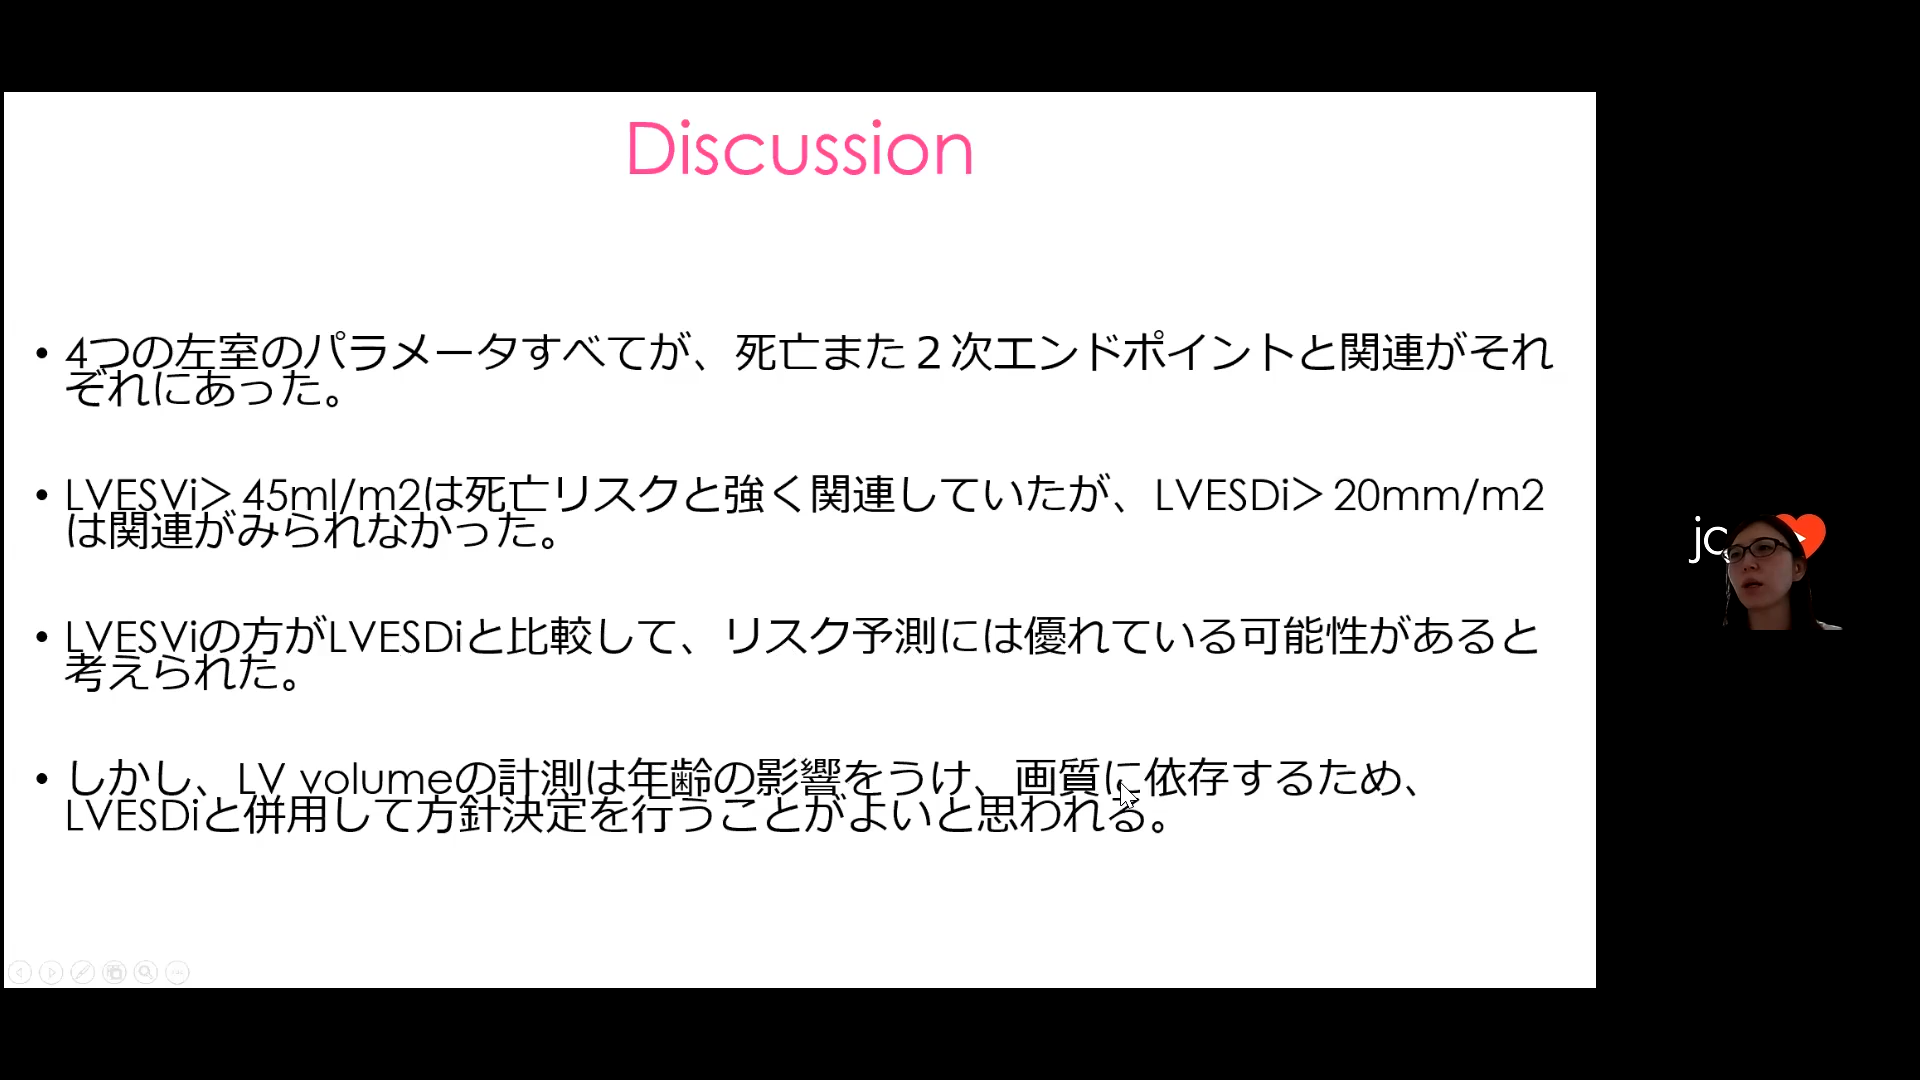 Discussion
• 4つの左室のパラメータすべてが、死亡また２次エンドポイントと関連がそれ
ぞれにあった。
• LVESVi＞45ml/m2は死亡リスクと強く関連していたが、LVESDi＞20mm/m2
は関連がみられなかった。
• LVESViの方がLVESDiと比較して、リスク予測には優れている可能性があると
考えられた。
• しかし、LV volumeの計測は年齢の影響をうけ、画質に依存するため、
LVESDiと併用して方針決定を行うことがよいと思われる。